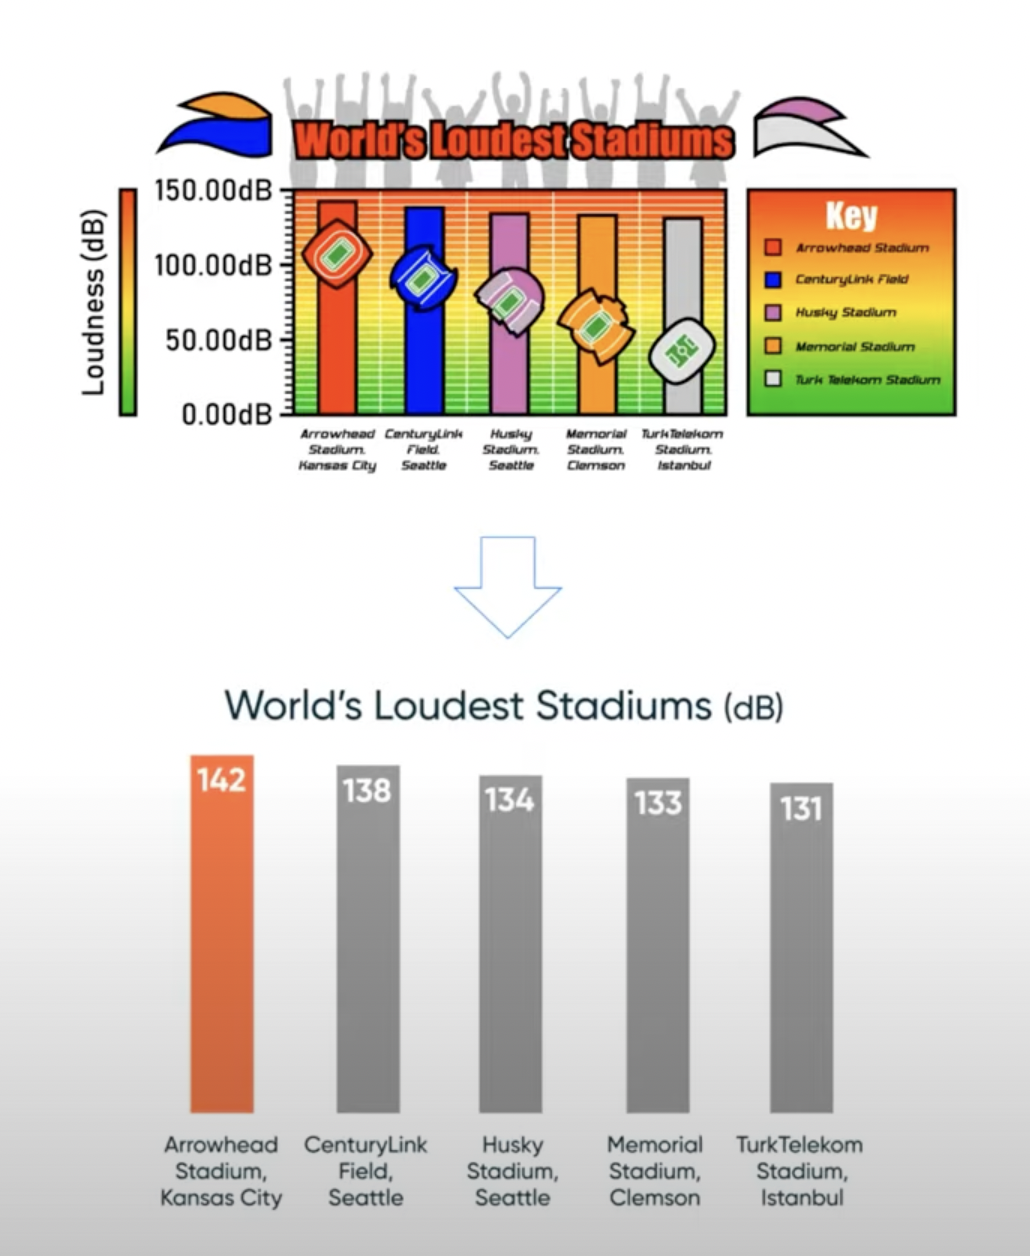 World's Loudest Stadiums
Loudness (dB)
150.00dB
100.00dB
50.00dB
0.00dB
Key
Arrowhead Stadium
CenturyLink Field
Husky Stadium
Memorial Stadium
Turk Telekom Stadium
Arrowhead
Stadium.
Kansas City
CenturyLink
Field.
Seattle
Husky
Stadium.
Seattle
Memorial
Stadium.
Clemson
TurkTelekom
Stadium.
Istanbul
World's Loudest Stadiums (dB)
142
138
134
133
131
Arrowhead
Stadium,
Kansas City
CenturyLink
Field,
Seattle
Husky
Stadium,
Seattle
Memorial
Stadium,
Clemson
TurkTelekom
Stadium,
Istanbul